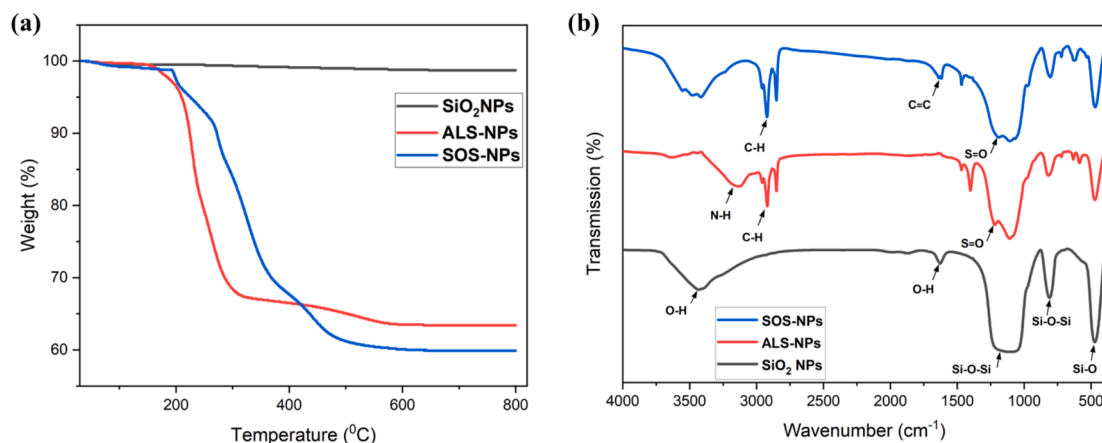 (a)
100
90
80
70
60
Weight (%)
SiO₂NPs
ALS-NPs
SOS-NPs
200
400
600
800
Temperature (⁰C)
(b)
Transmission (%)
C=C
C-H
S=O
N-H
C-H
S=O
O-H
O-H
Si-O-Si
Si-O-Si
Si-O
SOS-NPs
ALS-NPs
SiO₂ NPs
4000
3500
3000
2500
2000
1500
1000
500
Wavenumber (cm⁻¹)